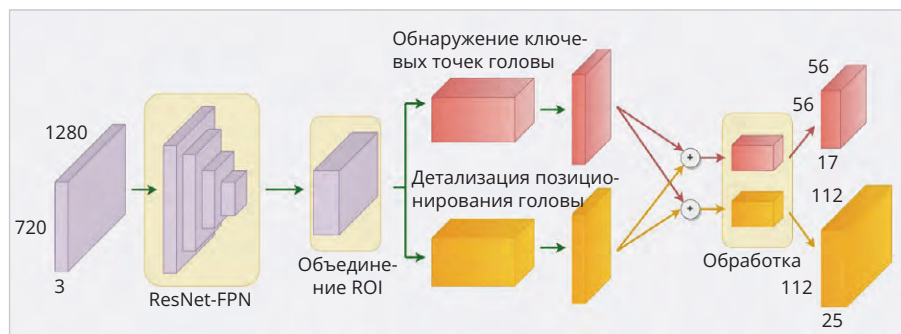 Обнаружение ключе-
вых точек головы
1280
720
3
ResNet-FPN
Объедине-
ние ROI
Детализация позицио-
нирования головы
+
+
Обработка
56
56
17
112
112
25